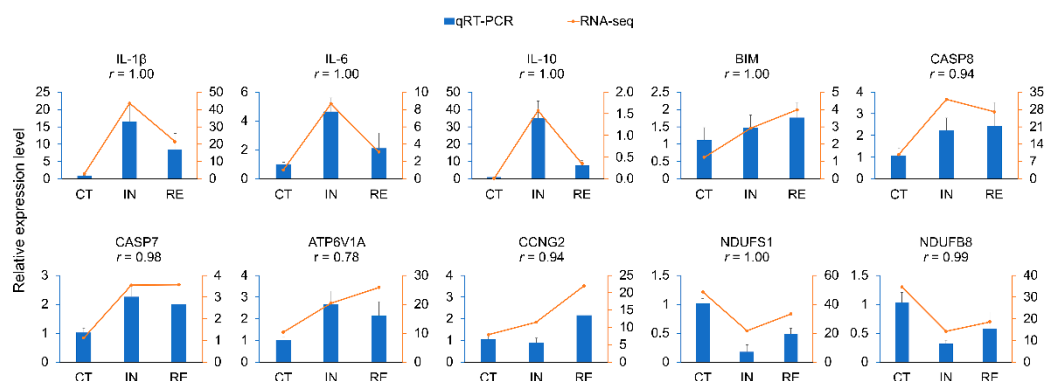 qRT-PCR RNA-seq
Relative expression level
IL-1β
r = 1.00
25 20 15 10 5 0
50 40 30 20 10 0
CT IN RE
IL-6
r = 1.00
6 4 2 0
10 8 6 4 2 0
CT IN RE
IL-10
r = 1.00
50 40 30 20 10 0
2.0 1.5 1.0 0.5 0.0
CT IN RE
BIM
r = 1.00
2.5 2 1.5 1 0.5 0
5 4 3 2 1 0
CT IN RE
CASP8
r = 0.94
4 3 2 1 0
35 28 21 14 7 0
CT IN RE
CASP7
r = 0.98
3 2 1 0
4 3 2 1 0
CT IN RE
ATP6V1A
r = 0.78
4 3 2 1 0
30 20 10 0
CT IN RE
CCNG2
r = 0.94
4 3 2 1 0
25 20 15 10 5 0
CT IN RE
NDUFS1
r = 1.00
1.5 1 0.5 0
60 40 20 0
CT IN RE
NDUFB8
r = 0.99
1.5 1 0.5 0
40 30 20 10 0
CT IN RE